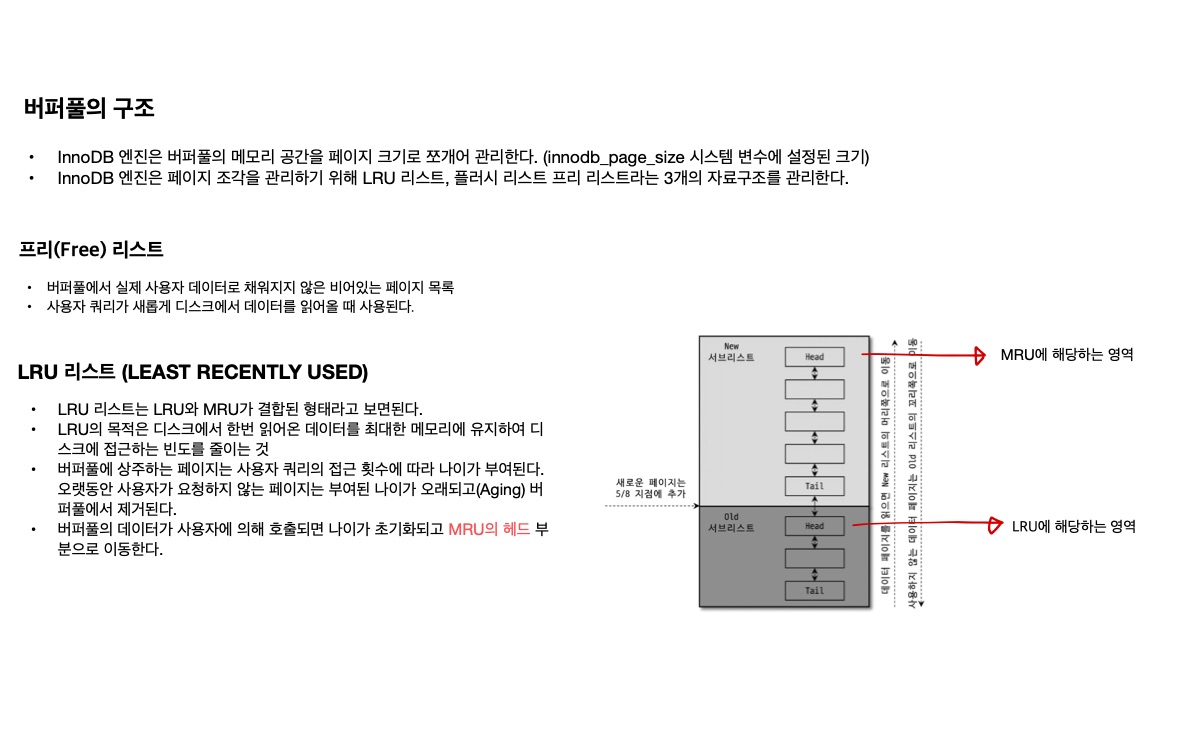 버퍼풀의 구조
• InnoDB 엔진은 버퍼풀의 메모리 공간을 페이지 크기로 쪼개어 관리한다. (innodb_page_size 시스템 변수에 설정된 크기)
• InnoDB 엔진은 페이지 조각을 관리하기 위해 LRU 리스트, 플러시 리스트 프리 리스트라는 3개의 자료구조를 관리한다.
프리(Free) 리스트
• 버퍼풀에서 실제 사용자 데이터로 채워지지 않은 비어있는 페이지 목록
• 사용자 쿼리가 새롭게 디스크에서 데이터를 읽어올 때 사용된다.
LRU 리스트 (LEAST RECENTLY USED)
• LRU 리스트는 LRU와 MRU가 결합된 형태라고 보면된다.
• LRU의 목적은 디스크에서 한번 읽어온 데이터를 최대한 메모리에 유지하여 디
스크에 접근하는 빈도를 줄이는 것
• 버퍼풀에 상주하는 페이지는 사용자 쿼리의 접근 횟수에 따라 나이가 부여된다.
오랫동안 사용자가 요청하지 않는 페이지는 부여된 나이가 오래되고(Aging) 버
퍼풀에서 제거된다.
• 버퍼풀의 데이터가 사용자에 의해 호출되면 나이가 초기화되고 MRU의 헤드 부
분으로 이동한다.
New
서브리스트
Head
Tail
새로운 페이지는
5/8 지점에 추가
Old
서브리스트
Head
Tail
데이터 페이지를 읽으면 New 리스트의 머리쪽으로 이동
사용하지 않는 데이터 페이지는 Old 리스트의 꼬리쪽으로 이동
MRU에 해당하는 영역
LRU에 해당하는 영역